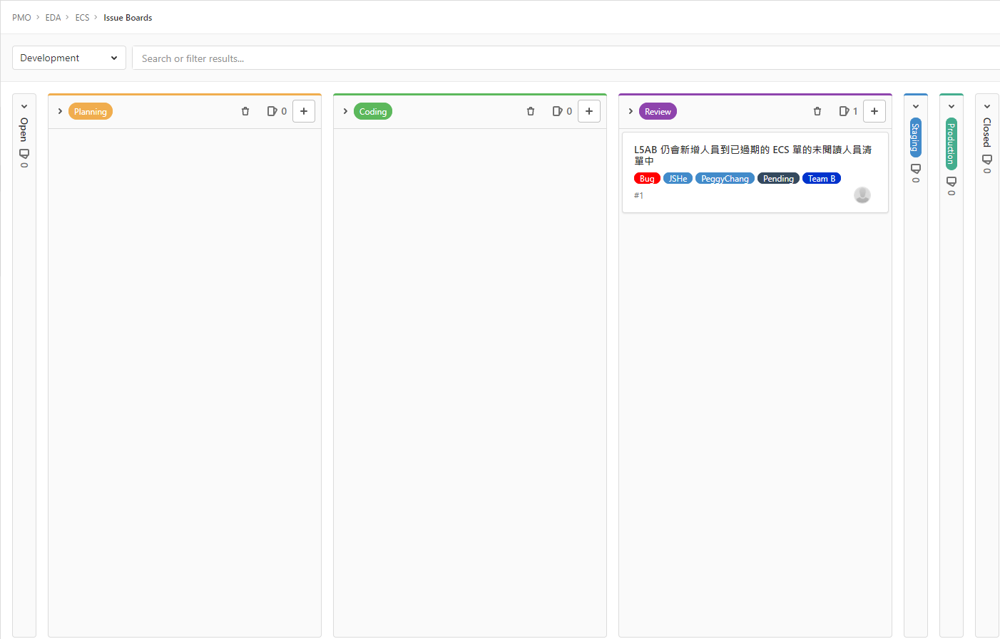 PMO > EDA > ECS > Issue Boards
Development
Search or filter results...
Open
0
Planning
0
Coding
0
Review
1
L5AB 仍會新增人員到已過期的 ECS 單的未閱讀人員清
單中
Bug JSHe PeggyChang Pending Team B
#1
Staging
0
Production
0
Closed
0